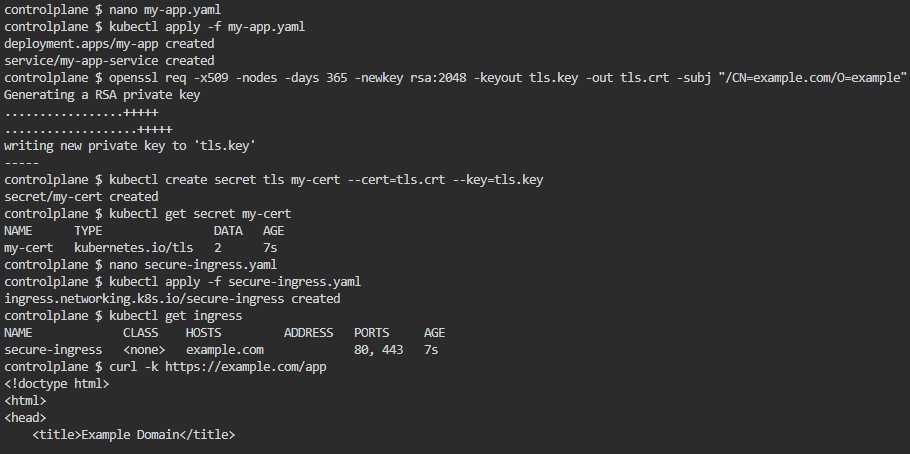 controlplane $ nano my-app.yaml
controlplane $ kubectl apply -f my-app.yaml
deployment.apps/my-app created
service/my-app-service created
controlplane $ openssl req -x509 -nodes -days 365 -newkey rsa:2048 -keyout tls.key -out tls.crt -subj "/CN=example.com/O=example"
Generating a RSA private key
.................+++++
...................+++++
writing new private key to 'tls.key'
-----
controlplane $ kubectl create secret tls my-cert --cert=tls.crt --key=tls.key
secret/my-cert created
controlplane $ kubectl get secret my-cert
NAME      TYPE                DATA   AGE
my-cert   kubernetes.io/tls   2      7s
controlplane $ nano secure-ingress.yaml
controlplane $ kubectl apply -f secure-ingress.yaml
ingress.networking.k8s.io/secure-ingress created
controlplane $ kubectl get ingress
NAME             CLASS    HOSTS         ADDRESS   PORTS     AGE
secure-ingress   <none>   example.com             80, 443   7s
controlplane $ curl -k https://example.com/app
<!doctype html>
<html>
<head>
    <title>Example Domain</title>